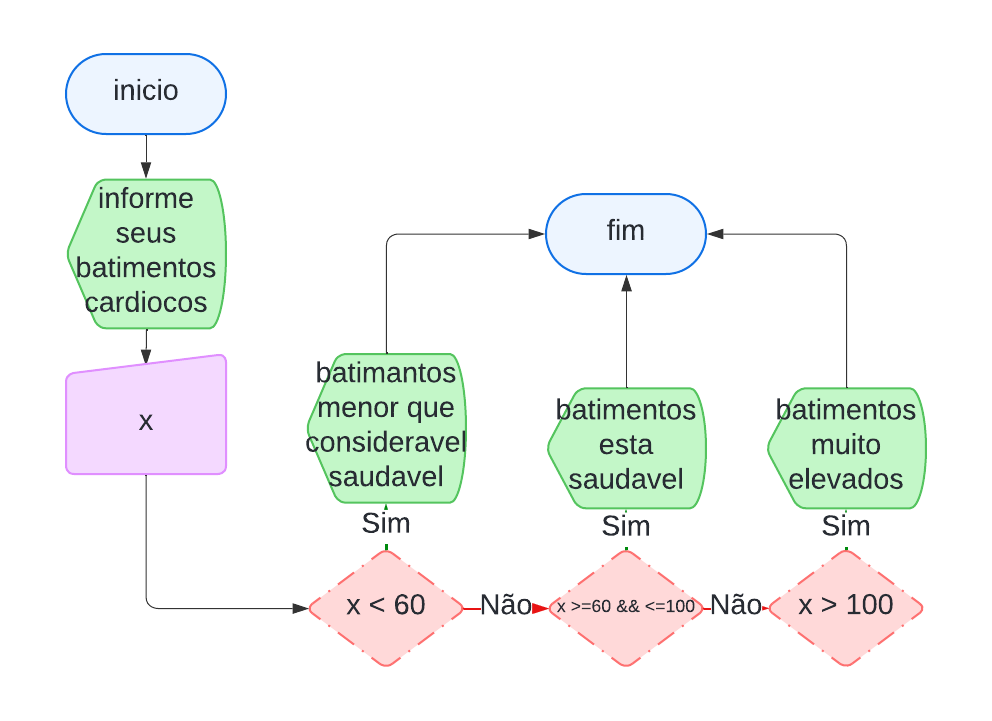 inicio
informe
seus
batimentos
cardiocos
x
x < 60
Sim
batimantos
menor que
consideravel
saudavel
Não
x >=60 && <=100
Sim
batimentos
esta
saudavel
Não
x > 100
Sim
batimentos
muito
elevados
fim